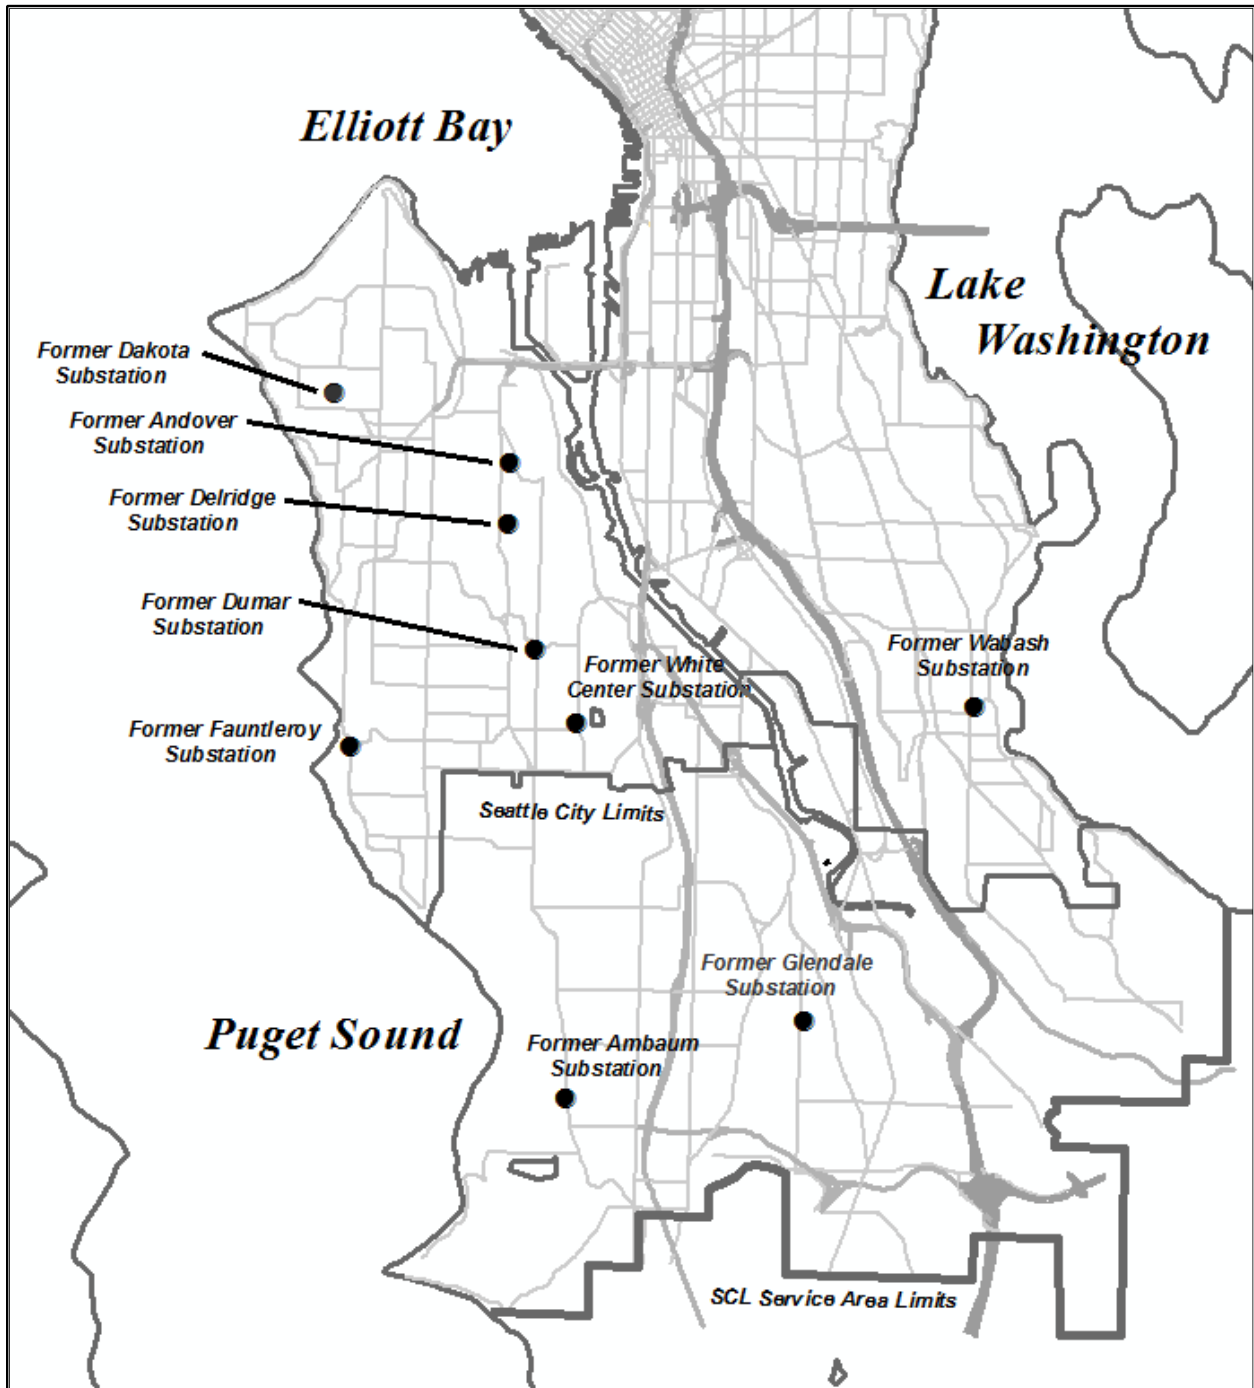 Elliott Bay
Lake
Washington
Former Dakota
Substation
Former Andover
Substation
Former Delridge
Substation
Former Dumar
Substation
Former White
Center Substation
Former Wabash
Substation
Former Fauntleroy
Substation
Seattle City Limits
Former Glendale
Substation
Puget Sound
Former Ambaum
Substation
SCL Service Area Limits